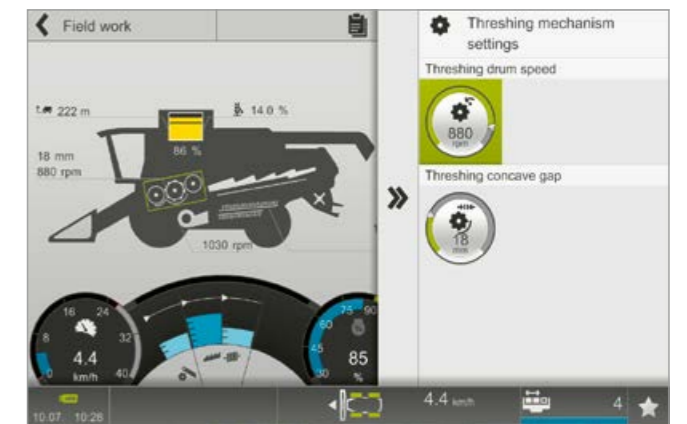 Field work
Threshing mechanism
settings
Threshing drum speed
880
rpm
Threshing concave gap
18
mm
222 m
14.0 %
86 %
18 mm
880 rpm
1030 rpm
16 24
8 32
0 40
4.4
km/h
75 90
60
45
30
85
%
10.07. 10:26
4.4 km/h
4